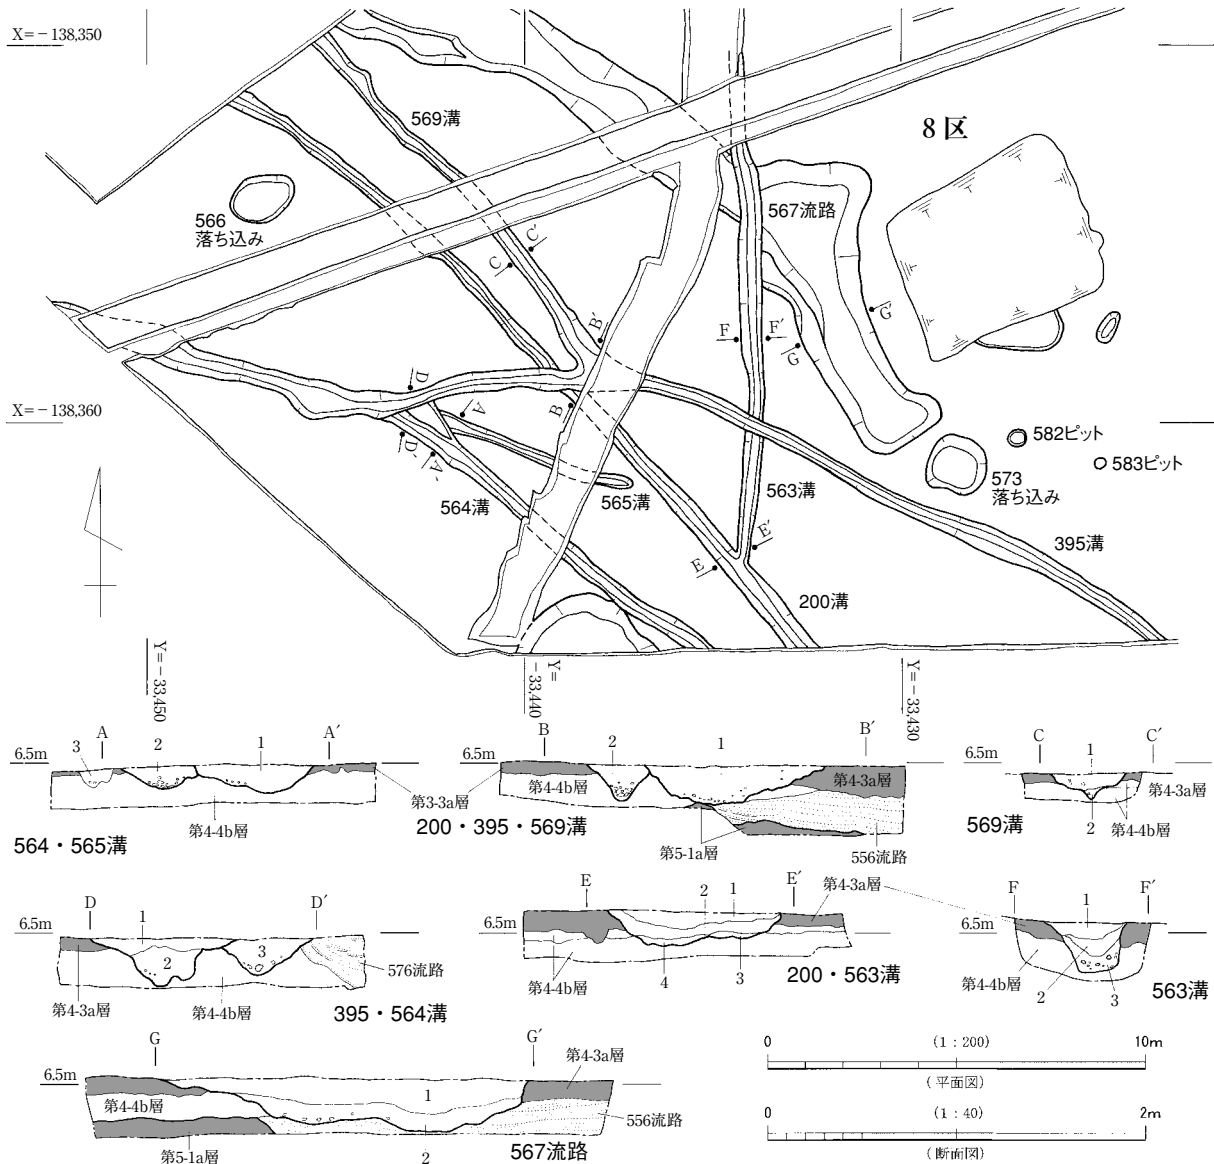 X=－138,350
569溝
8区
566
落ち込み
567流路
C
C′
B′
F
F′
G
G′
D
A
B
X=－138,360
D′
A′
582ピット
583ピット
573
落ち込み
564溝
565溝
563溝
395溝
E
E′
200溝
Y=－33,450
Y=
－33,440
Y=－33,430
A
A′
3
2
1
6.5m
第3-3a層
第4-4b層
564・565溝
B
B′
2
1
6.5m
第4-4b層
第4-3a層
第5-1a層
556流路
200・395・569溝
C
C′
1
6.5m
第4-3a層
2
第4-4b層
569溝
D
D′
1
6.5m
2
3
576流路
第4-3a層
第4-4b層
395・564溝
E
E′
2
1
6.5m
第4-3a層
第4-4b層
4
3
200・563溝
F
F′
1
6.5m
第4-4b層
2
3
563溝
G
G′
第4-3a層
6.5m
1
第4-4b層
556流路
第5-1a層
2
567流路
0
(1：200)
10m
(平面図)
0
(1：40)
2m
(断面図)